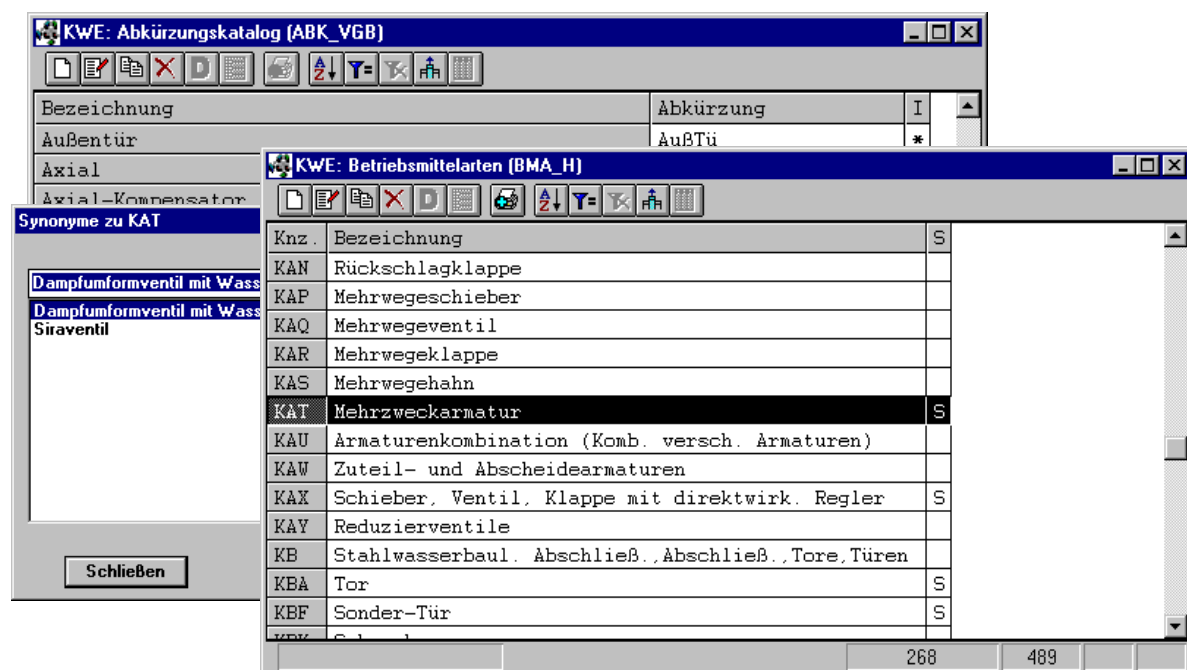 KWE: Abkürzungskatalog (ABK_VGB)
D
A
Z
Bezeichnung Abkürzung I
Außentür AußTü *
Axial
Axial-Kompensator
Synonyme zu KAT
Dampfumformventil mit Wass
Dampfumformventil mit Wass
Siraventil
Schließen
KWE: Betriebsmittelarten (BMA_H)
D
A
Z
Knz. Bezeichnung S
KAN Rückschlagklappe
KAP Mehrwegeschieber
KAQ Mehrwegeventil
KAR Mehrwegeklappe
KAS Mehrwegehahn
KAT Mehrzweckarmatur S
KAU Armaturenkombination (Komb. versch. Armaturen)
KAW Zuteil- und Abscheidearmaturen
KAX Schieber, Ventil, Klappe mit direktwirk. Regler S
KAY Reduzierventile
KB Stahlwasserbaul. Abschließ.,Abschließ.,Tore,Türen
KBA Tor S
KBF Sonder-Tür S
268 489